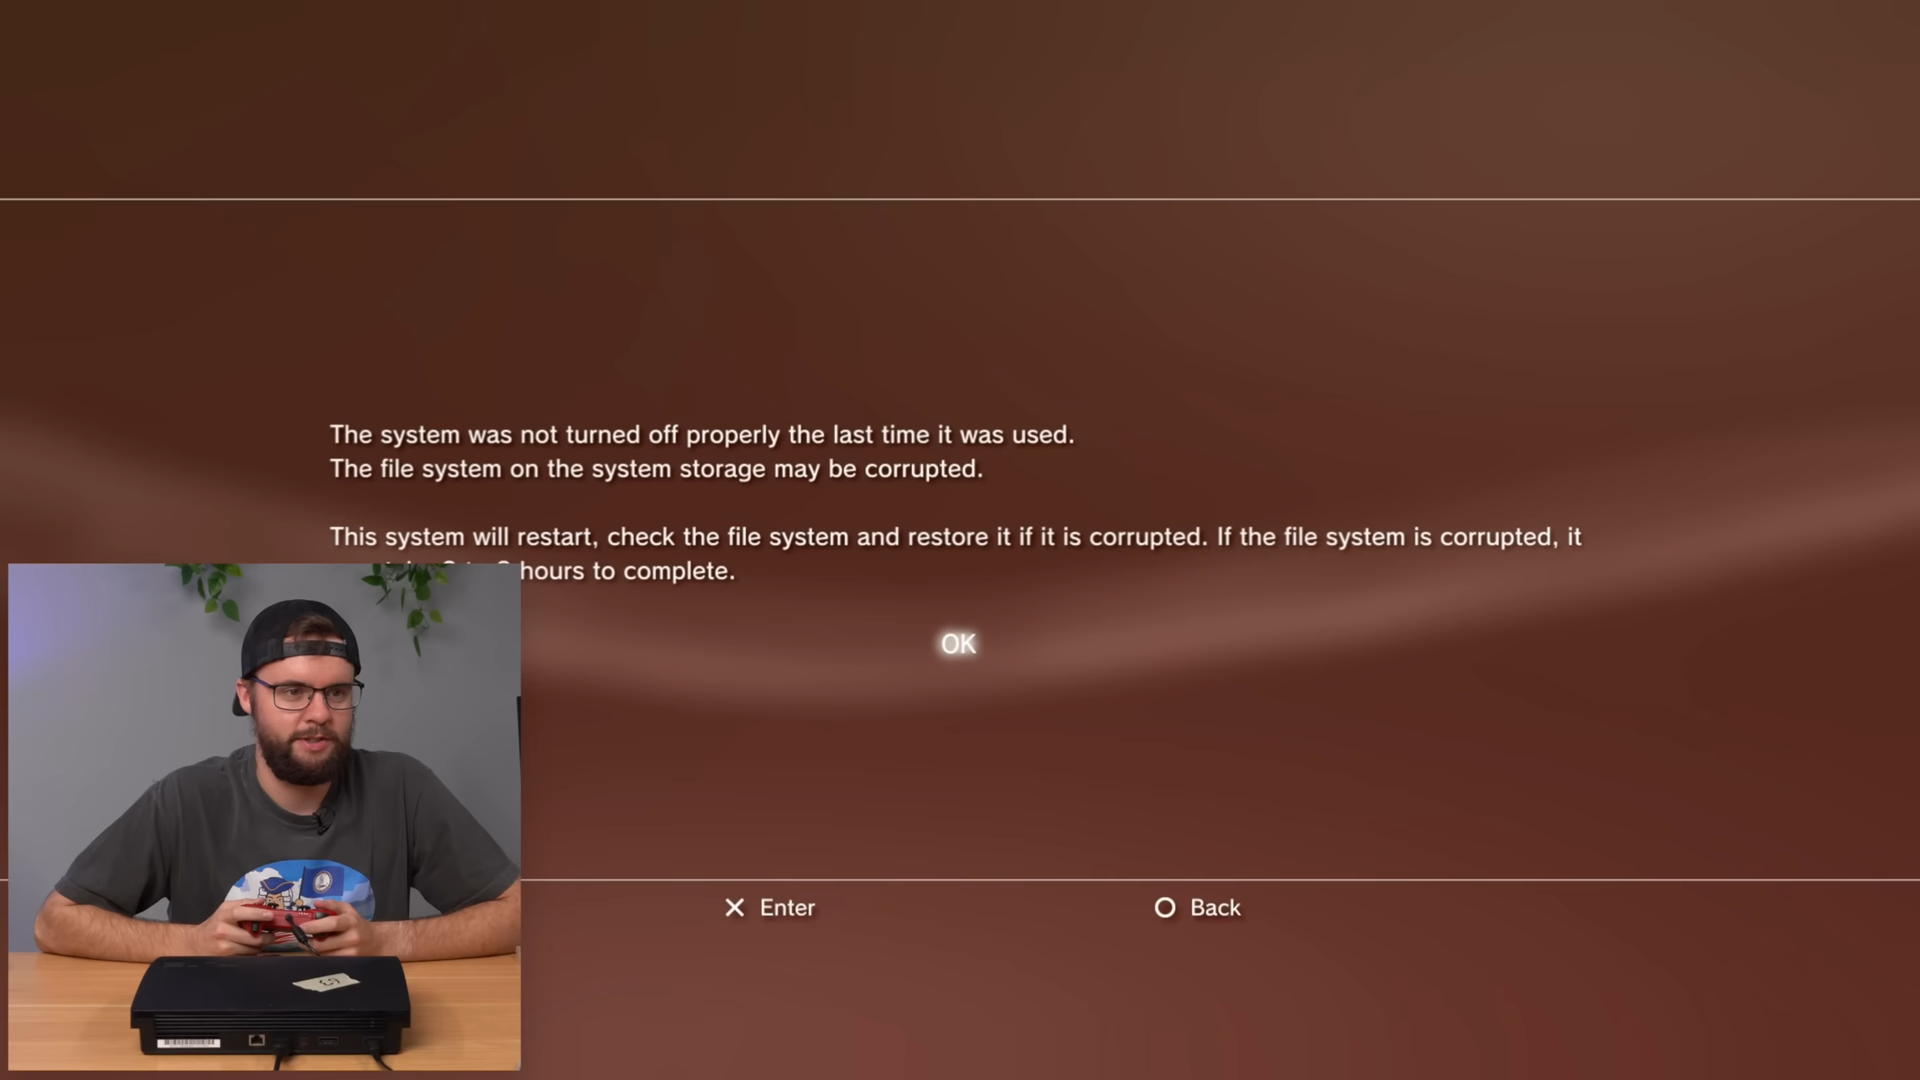 The system was not turned off properly the last time it was used.
The file system on the system storage may be corrupted.
This system will restart, check the file system and restore it if it is corrupted. If the file system is corrupted, it
hours to complete.
OK
Enter
Back